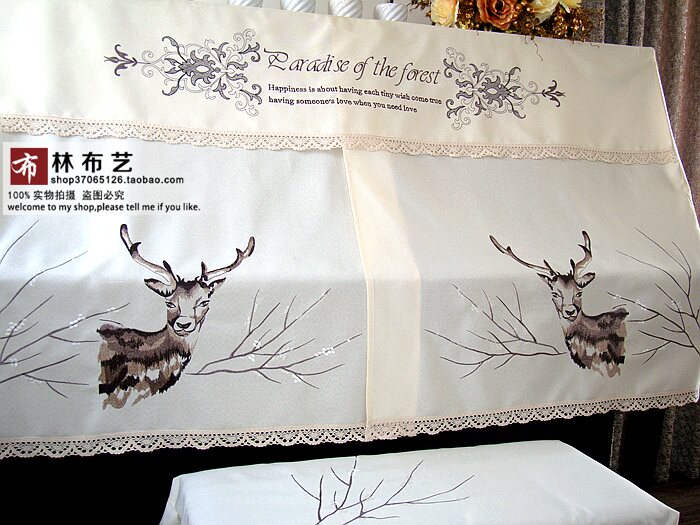 Paradise of the forest
Happiness is about having each tiny wish come true
having someone's love when you need love
布 林布艺
shop37065126.taobao.com
100% 实物拍摄 盗图必究
welcome to my shop,please tell me if you like.